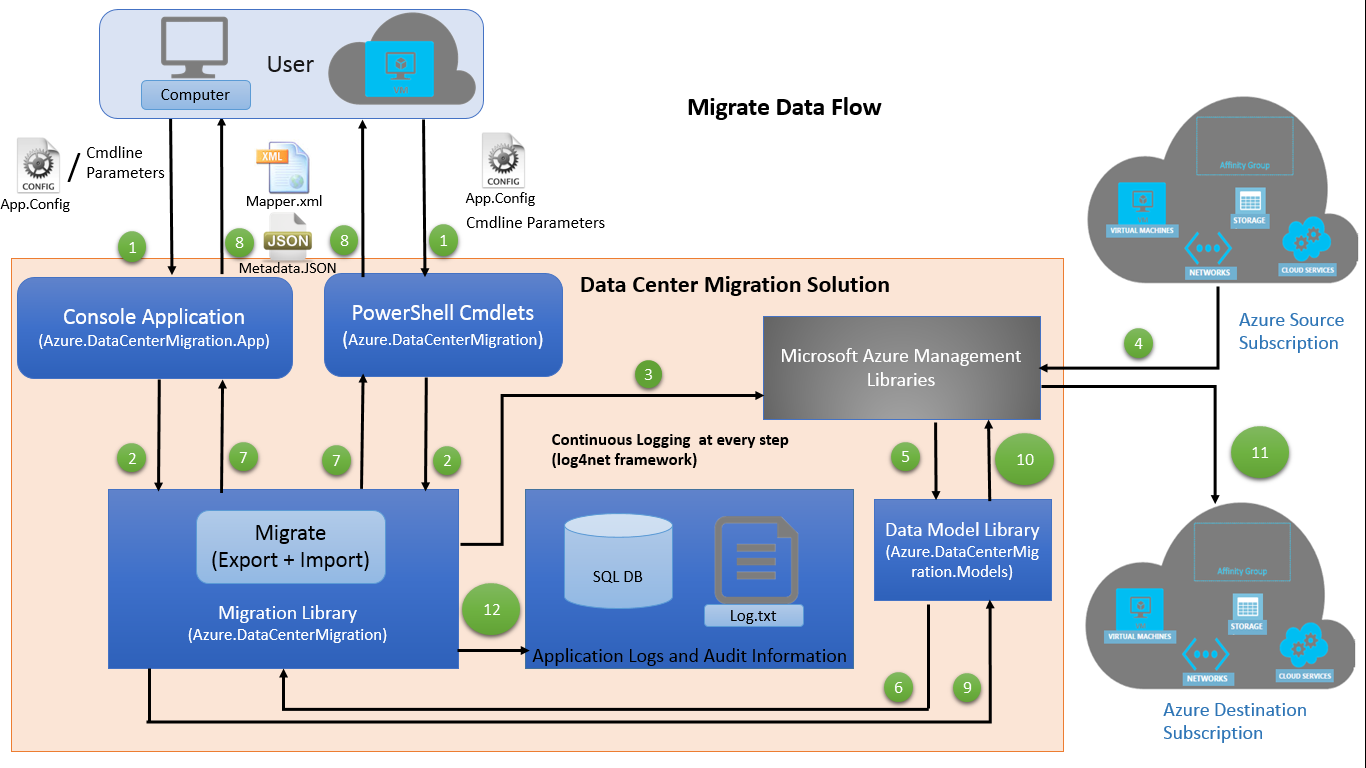 User
Computer
Migrate Data Flow
CONFIG
/
Cmdline
Parameters
App.Config
XML
Mapper.xml
JSON
Metadata.JSON
CONFIG
App.Config
Cmdline Parameters
1
8
8
1
Affinity Group
VIRTUAL MACHINES
STORAGE
NETWORKS
CLOUD SERVICES
Azure Source
Subscription
Data Center Migration Solution
Console Application
(Azure.DataCenterMigration.App)
PowerShell Cmdlets
(Azure.DataCenterMigration)
Microsoft Azure Management
Libraries
4
3
2
7
7
2
Continuous Logging at every step
(log4net framework)
5
10
11
Migrate
(Export + Import)
Migration Library
(Azure.DataCenterMigration)
12
SQL DB
Log.txt
Application Logs and Audit Information
Data Model Library
(Azure.DataCenterMig
ration.Models)
6
9
Affinity Group
VIRTUAL MACHINES
STORAGE
NETWORKS
CLOUD SERVICES
Azure Destination
Subscription